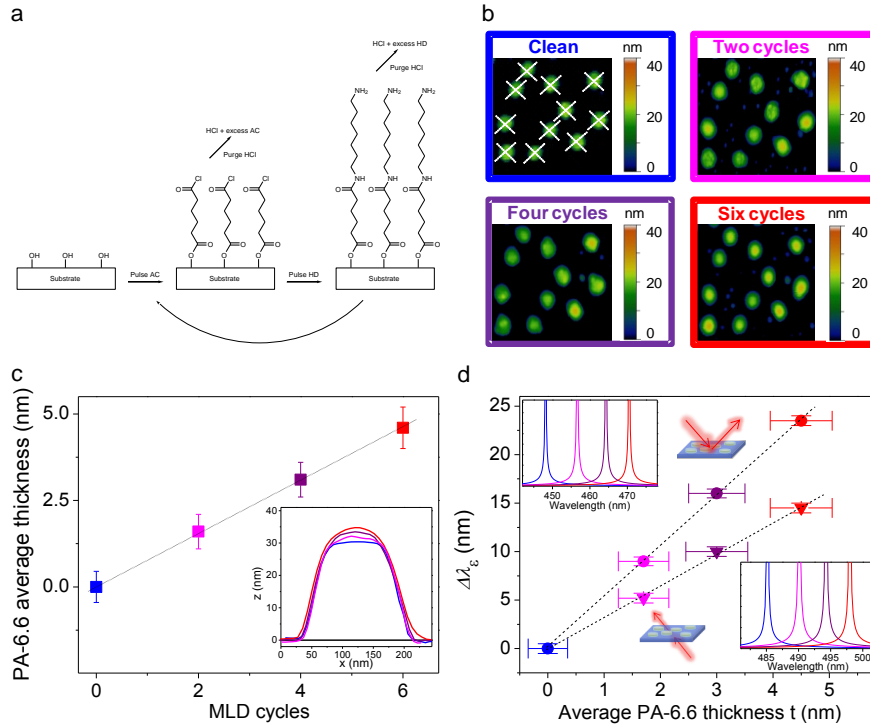 a
HCl + excess HD
Purge HCl
NH2 NH2 NH2
HCl + excess AC
Purge HCl
O Cl O Cl O Cl
O NH O NH O NH
OH OH OH
O O O O O O
O O O O O O
Substrate
Pulse AC
Substrate
Pulse HD
Substrate
b
Clean
nm
40
20
0
Two cycles
nm
40
20
0
Four cycles
nm
40
20
0
Six cycles
nm
40
20
0
c
PA-6.6 average thickness (nm)
5.0
2.5
0.0
0 2 4 6
MLD cycles
z (nm)
40
30
20
10
0
0 50 100 150 200
x (nm)
d
Δλε (nm)
25
20
15
10
5
0
450 460 470
Wavelength (nm)
485 490 495 500
Wavelength (nm)
0 1 2 3 4 5
Average PA-6.6 thickness t (nm)